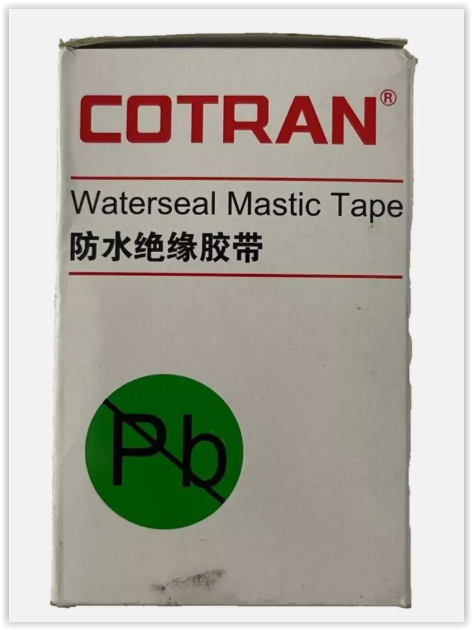 COTRAN®
Waterseal Mastic Tape
防水绝缘胶带
Pb